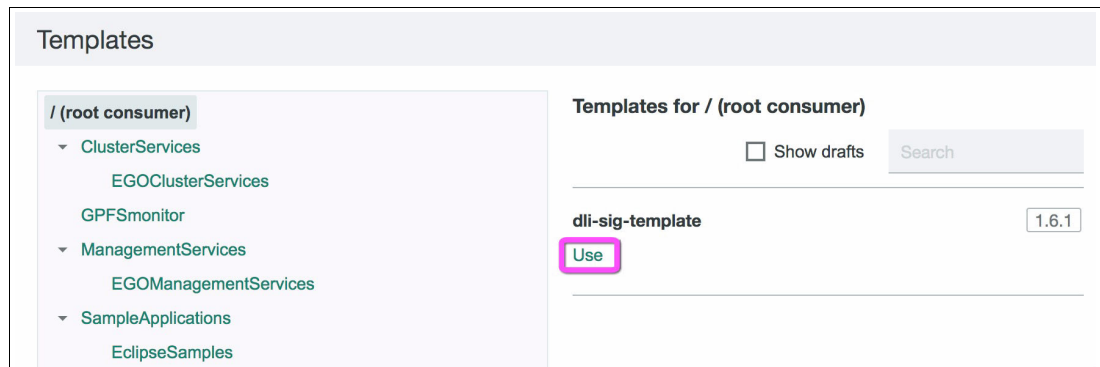 Templates
/ (root consumer)
ClusterServices
EGOClusterServices
GPFSmonitor
ManagementServices
EGOManagementServices
SampleApplications
EclipseSamples
Templates for / (root consumer)
Show drafts
Search
dli-sig-template
1.6.1
Use